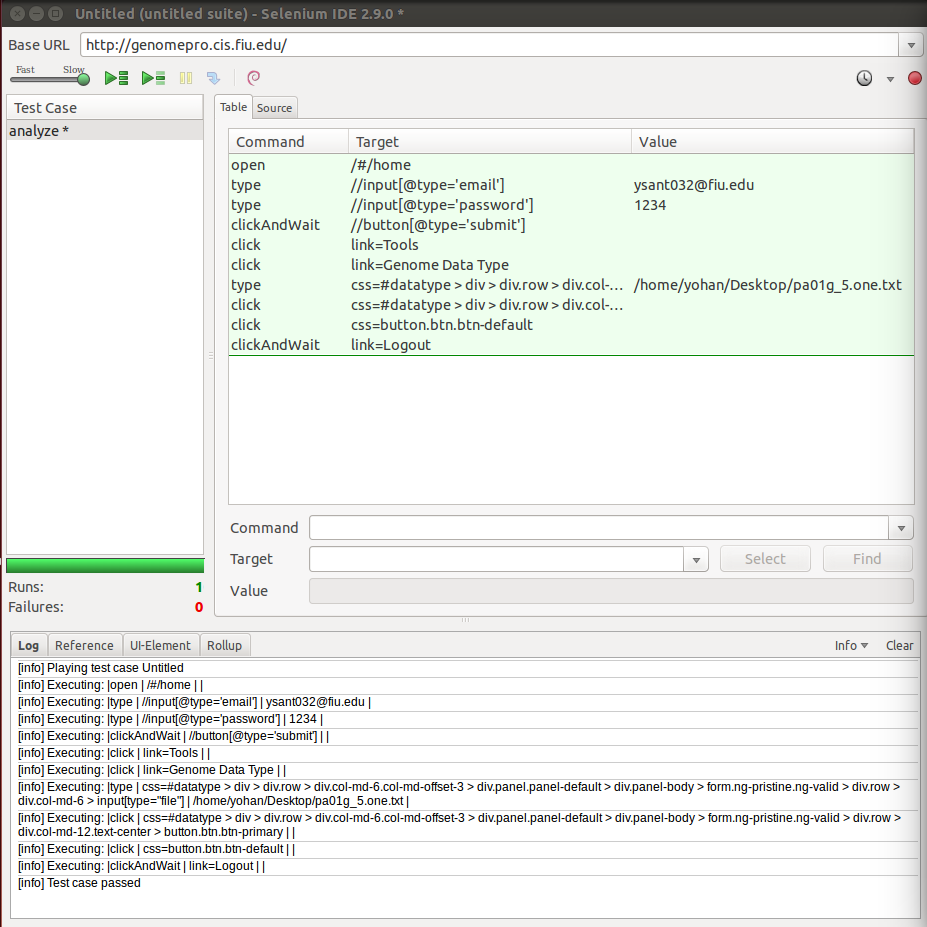 Untitled (untitled suite) - Selenium IDE 2.9.0 *
Base URL http://genomepro.cis.fiu.edu/
Fast Slow
Test Case
analyze *
Table Source
Command Target Value
open /#/home
type //input[@type='email'] ysant032@fiu.edu
type //input[@type='password'] 1234
clickAndWait //button[@type='submit']
click link=Tools
click link=Genome Data Type
type css=#datatype > div > div.row > div.col-... /home/yohan/Desktop/pa01g_5.one.txt
click css=#datatype > div > div.row > div.col-...
click css=button.btn.btn-default
clickAndWait link=Logout
Command
Target Select Find
Value
Runs: 1
Failures: 0
Log Reference UI-Element Rollup Info Clear
[info] Playing test case Untitled
[info] Executing: |open | /#/home | |
[info] Executing: |type | //input[@type='email'] | ysant032@fiu.edu |
[info] Executing: |type | //input[@type='password'] | 1234 |
[info] Executing: |clickAndWait | //button[@type='submit'] | |
[info] Executing: |click | link=Tools | |
[info] Executing: |click | link=Genome Data Type | |
[info] Executing: |type | css=#datatype > div > div.row > div.col-md-6.col-md-offset-3 > div.panel.panel-default > div.panel-body > form.ng-pristine.ng-valid > div.row >
div.col-md-6 > input[type="file"] | /home/yohan/Desktop/pa01g_5.one.txt |
[info] Executing: |click | css=#datatype > div > div.row > div.col-md-6.col-md-offset-3 > div.panel.panel-default > div.panel-body > form.ng-pristine.ng-valid > div.row >
div.col-md-12.text-center > button.btn.btn-primary | |
[info] Executing: |click | css=button.btn.btn-default | |
[info] Executing: |clickAndWait | link=Logout | |
[info] Test case passed